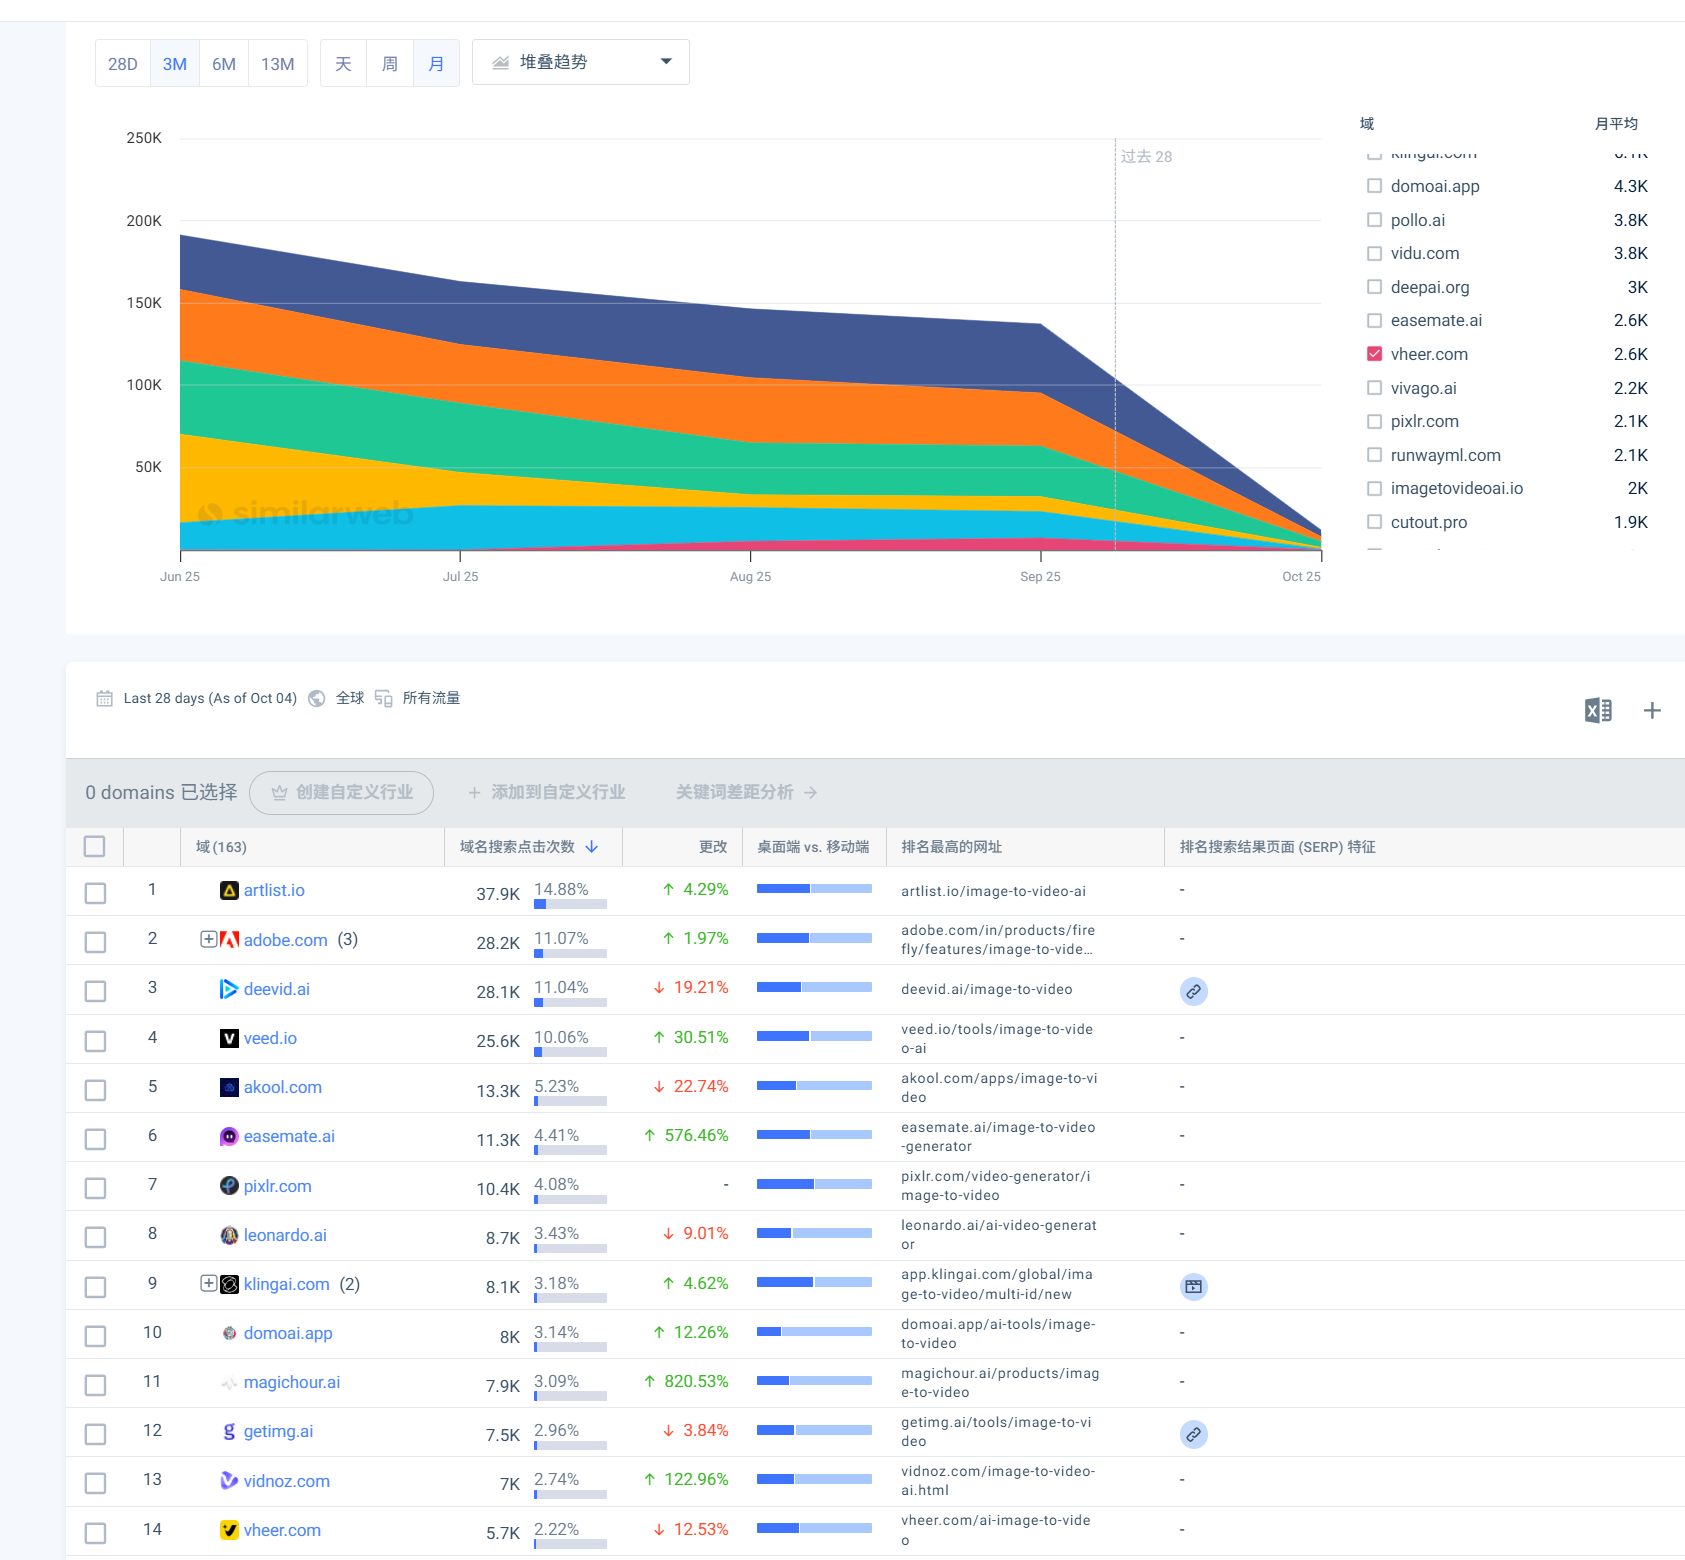 28D 3M 6M 13M 天 周 月 堆叠趋势
域 月平均
250K
200K
150K
100K
50K
过去 28
similarweb
Jun 25 Jul 25 Aug 25 Sep 25 Oct 25
klingai.com
domoai.app 4.3K
pollo.ai 3.8K
vidu.com 3.8K
deepai.org 3K
easemate.ai 2.6K
vheer.com 2.6K
vivago.ai 2.2K
pixlr.com 2.1K
runwayml.com 2.1K
imagetovideoai.io 2K
cutout.pro 1.9K
Last 28 days (As of Oct 04) 全球 所有流量
0 domains 已选择 创建自定义行业 + 添加到自定义行业 关键词差距分析 →
域 (163) 域名搜索点击次数 ↓ 更改 桌面端 vs. 移动端 排名最高的网址 排名搜索结果页面 (SERP) 特征
1 artlist.io 37.9K 14.88% ↑ 4.29% artlist.io/image-to-video-ai -
2 adobe.com (3) 28.2K 11.07% ↑ 1.97% adobe.com/in/products/fire -
fly/features/image-to-vide…
3 deevid.ai 28.1K 11.04% ↓ 19.21% deevid.ai/image-to-video
4 veed.io 25.6K 10.06% ↑ 30.51% veed.io/tools/image-to-vide -
o-ai
5 akool.com 13.3K 5.23% ↓ 22.74% akool.com/apps/image-to-vi -
deo
6 easemate.ai 11.3K 4.41% ↑ 576.46% easemate.ai/image-to-video -
-generator
7 pixlr.com 10.4K 4.08% - pixlr.com/video-generator/i -
mage-to-video
8 leonardo.ai 8.7K 3.43% ↓ 9.01% leonardo.ai/ai-video-generat -
or
9 klingai.com (2) 8.1K 3.18% ↑ 4.62% app.klingai.com/global/ima
ge-to-video/multi-id/new
10 domoai.app 8K 3.14% ↑ 12.26% domoai.app/ai-tools/image- -
to-video
11 magichour.ai 7.9K 3.09% ↑ 820.53% magichour.ai/products/imag -
e-to-video
12 getimg.ai 7.5K 2.96% ↓ 3.84% getimg.ai/tools/image-to-vi
deo
13 vidnoz.com 7K 2.74% ↑ 122.96% vidnoz.com/image-to-video- -
ai.html
14 vheer.com 5.7K 2.22% ↓ 12.53% vheer.com/ai-image-to-vide -
o